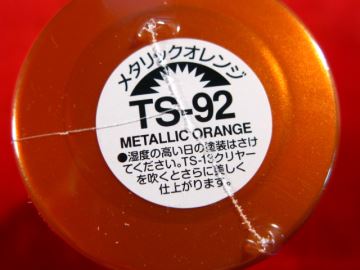 メタリックオレンジ
TS-92
METALLIC ORANGE
●湿度の高い日の塗装はさけ
てください。TS-13クリヤー
を吹くとさらに美しく
仕上がります。